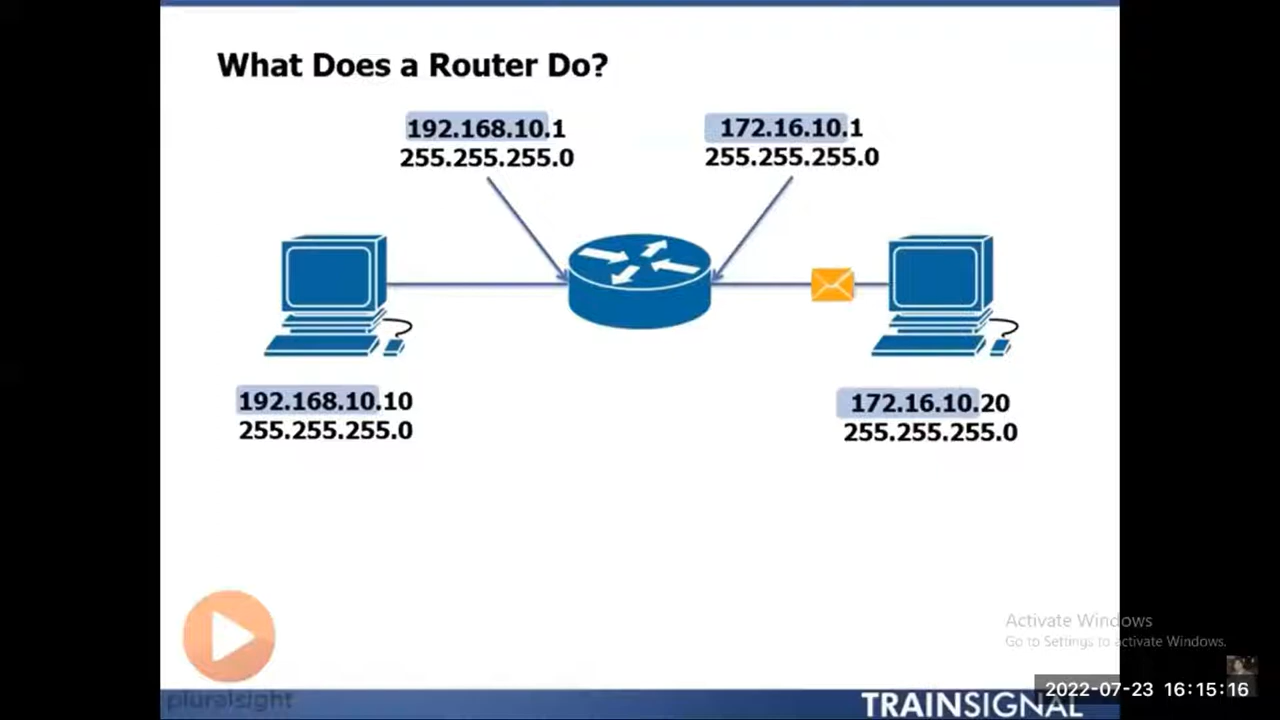 What Does a Router Do?
192.168.10.1
255.255.255.0
172.16.10.1
255.255.255.0
192.168.10.10
255.255.255.0
172.16.10.20
255.255.255.0
Activate Windows
Go to Settings to activate Windows.
2022-07-23 16:15:16
pluralsight
TRAINSIGNAL